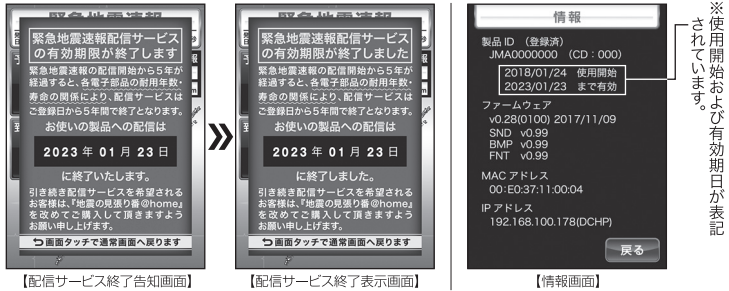 緊急地震速報
緊急地震速報配信サービス
の有効期限が終了します
緊急地震速報の配信開始から5年が
経過すると、各電子部品の耐用年数・
寿命の関係により、配信サービスは
ご登録日から5年間で終了となります。
お使いの製品への配信は
2023 年 01 月 23 日
に終了いたします。
引き続き配信サービスを希望される
お客様は、『地震の見張り番@home』
を改めてご購入して頂きますよう
お願い申し上げます。
画面タッチで通常画面へ戻ります
【配信サービス終了告知画面】
緊急地震速報
緊急地震速報配信サービス
の有効期限が終了しました
緊急地震速報の配信開始から5年が
経過すると、各電子部品の耐用年数・
寿命の関係により、配信サービスは
ご登録日から5年間で終了となります。
お使いの製品への配信は
2023 年 01 月 23 日
に終了しました。
引き続き配信サービスを希望される
お客様は、『地震の見張り番@home』
を改めてご購入して頂きますよう
お願い申し上げます。
画面タッチで通常画面へ戻ります
【配信サービス終了表示画面】
情報
製品 ID （登録済）
JMA0000000 （CD：000）
2018/01/24 使用開始
2023/01/23 まで有効
ファームウェア
v0.28(0100) 2017/11/09
SND v0.99
BMP v0.99
FNT v0.99
MAC アドレス
00:E0:37:11:00:04
IP アドレス
192.168.100.178(DCHP)
戻る
【情報画面】
※使用開始および有効期日が表記
されています。